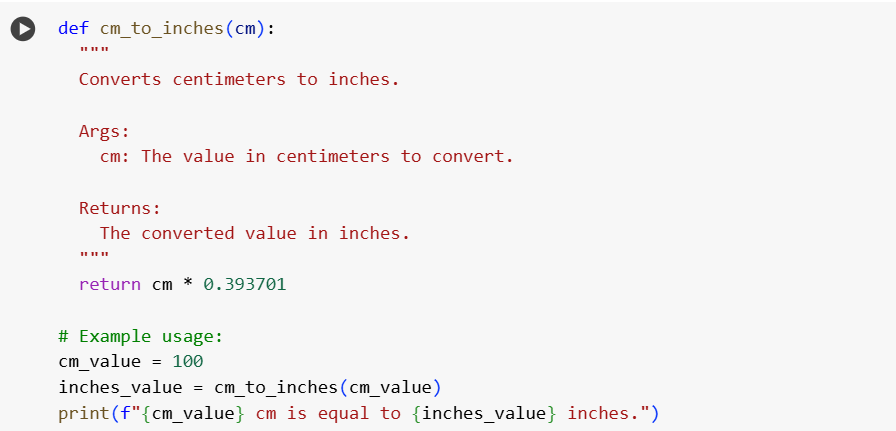 def cm_to_inches(cm):
  """
  Converts centimeters to inches.

  Args:
    cm: The value in centimeters to convert.

  Returns:
    The converted value in inches.
  """
  return cm * 0.393701

# Example usage:
cm_value = 100
inches_value = cm_to_inches(cm_value)
print(f"{cm_value} cm is equal to {inches_value} inches.")